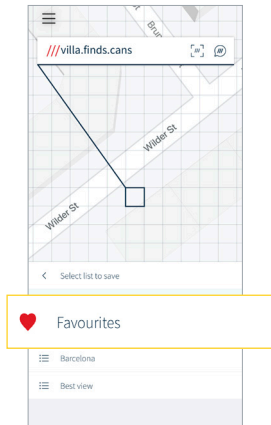 ///villa.finds.cans
Wilder St
Wilder St
Select list to save
Favourites
Barcelona
Best view